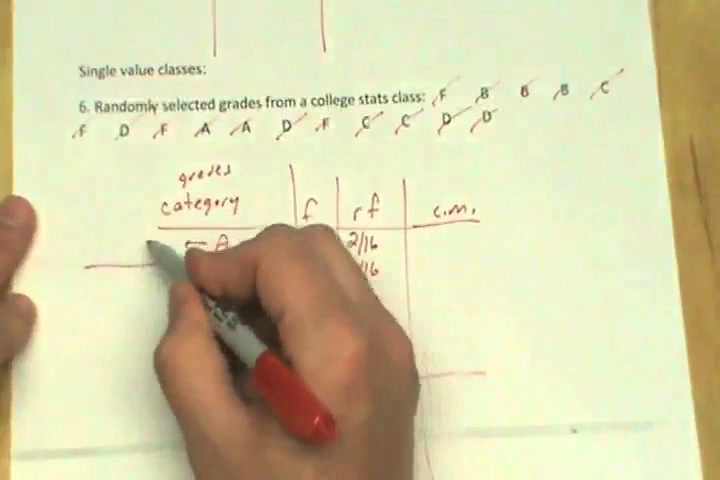 Single value classes:
6. Randomly selected grades from a college stats class: F B B B C
F D F A A D F C C D D
grades
category f rf c.m.
← A 2/16
/16